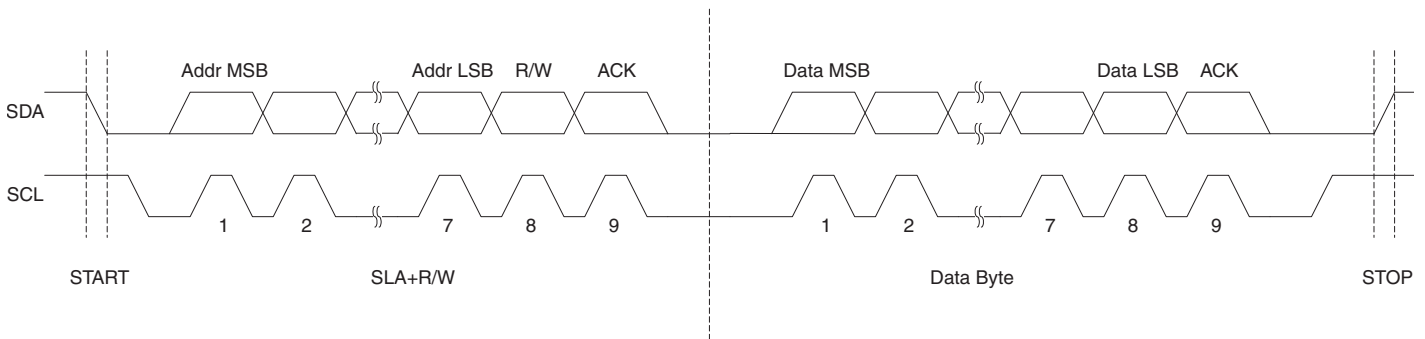 Addr MSB Addr LSB R/W ACK Data MSB Data LSB ACK
SDA
SCL
1 2 7 8 9 1 2 7 8 9
START SLA+R/W Data Byte STOP